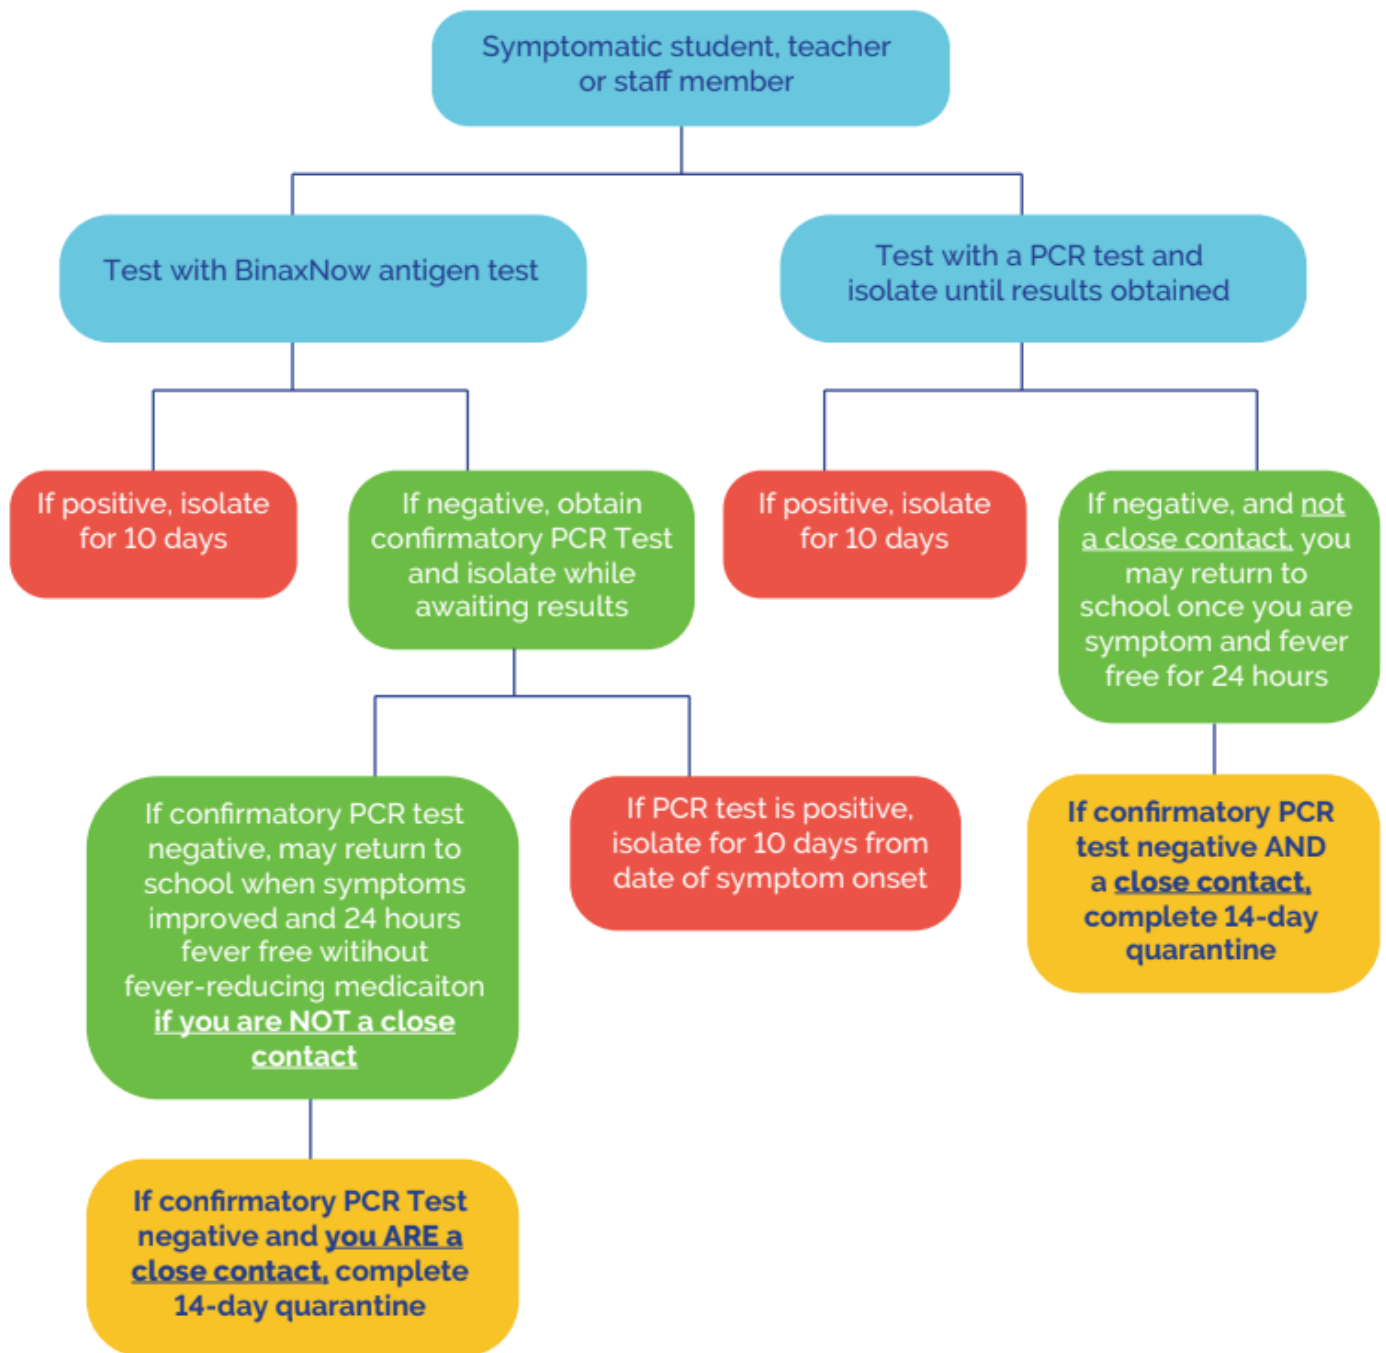 Symptomatic student, teacher
or staff member
Test with BinaxNow antigen test
Test with a PCR test and
isolate until results obtained
If positive, isolate
for 10 days
If negative, obtain
confirmatory PCR Test
and isolate while
awaiting results
If positive, isolate
for 10 days
If negative, and not
a close contact, you
may return to
school once you are
symptom and fever
free for 24 hours
If confirmatory PCR test
negative, may return to
school when symptoms
improved and 24 hours
fever free witihout
fever-reducing medicaiton
if you are NOT a close
contact
If PCR test is positive,
isolate for 10 days from
date of symptom onset
If confirmatory PCR
test negative AND
a close contact,
complete 14-day
quarantine
If confirmatory PCR Test
negative and you ARE a
close contact, complete
14-day quarantine